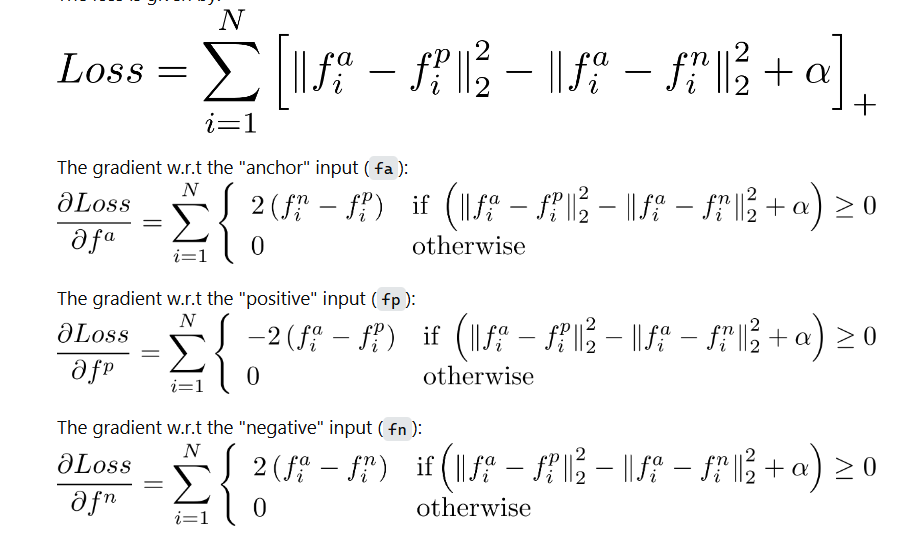 Loss = \sum_{i=1}^{N} \left[ \|f_i^a - f_i^p\|_2^2 - \|f_i^a - f_i^n\|_2^2 + \alpha \right]_+
The gradient w.r.t the "anchor" input ( fa ):
\frac{\partial Loss}{\partial f^a} = \sum_{i=1}^{N} \begin{cases} 2(f_i^n - f_i^p) & \text{if } \left( \|f_i^a - f_i^p\|_2^2 - \|f_i^a - f_i^n\|_2^2 + \alpha \right) \geq 0 \\ 0 & \text{otherwise} \end{cases}
The gradient w.r.t the "positive" input ( fp ):
\frac{\partial Loss}{\partial f^p} = \sum_{i=1}^{N} \begin{cases} -2(f_i^a - f_i^p) & \text{if } \left( \|f_i^a - f_i^p\|_2^2 - \|f_i^a - f_i^n\|_2^2 + \alpha \right) \geq 0 \\ 0 & \text{otherwise} \end{cases}
The gradient w.r.t the "negative" input ( fn ):
\frac{\partial Loss}{\partial f^n} = \sum_{i=1}^{N} \begin{cases} 2(f_i^a - f_i^n) & \text{if} \left( \|f_i^a - f_i^p\|_2^2 - \|f_i^a - f_i^n\|_2^2 + \alpha \right) \geq 0 \\ 0 & \text{otherwise} \end{cases}